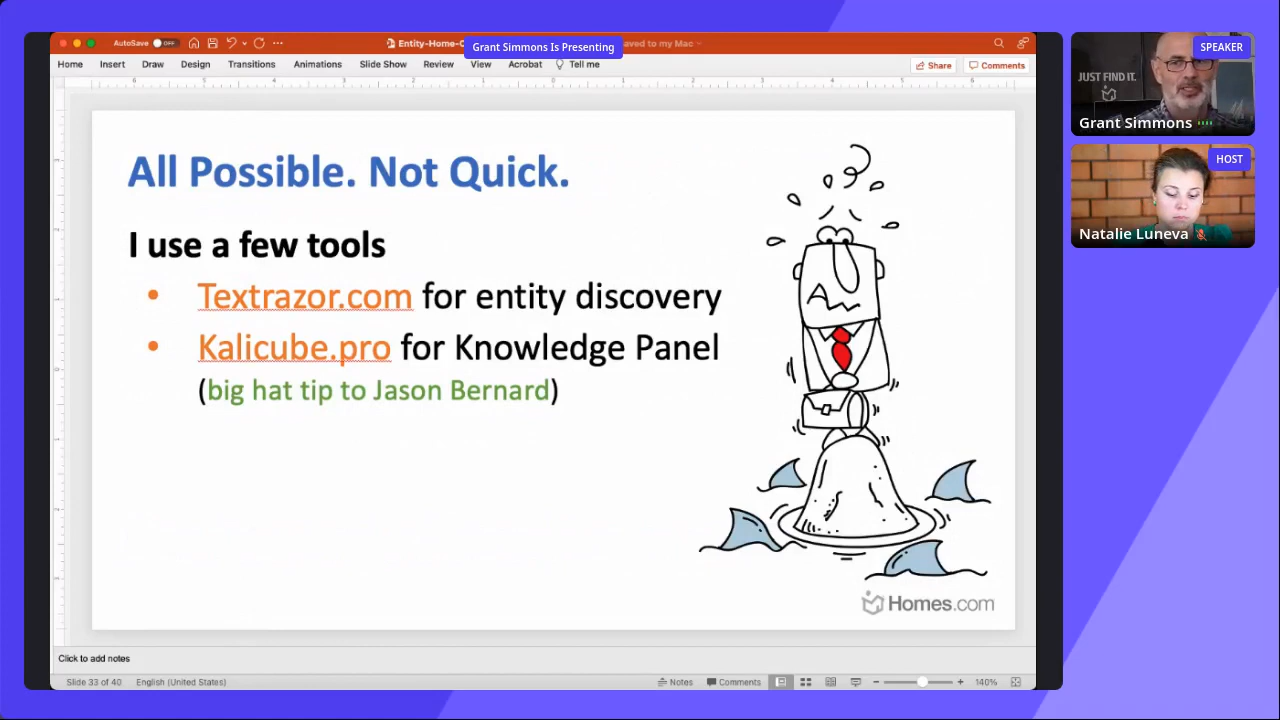 AutoSave OFF
Entity-Home-C
Grant Simmons Is Presenting
aved to my Mac
Home Insert Draw Design Transitions Animations Slide Show Review View Acrobat Tell me
Share Comments
All Possible. Not Quick.
I use a few tools
• Textrazor.com for entity discovery
• Kalicube.pro for Knowledge Panel
(big hat tip to Jason Bernard)
Homes.com
Click to add notes
Slide 33 of 40 English (United States)
Notes Comments 140%
SPEAKER
JUST FIND IT.
Grant Simmons
HOST
Natalie Luneva